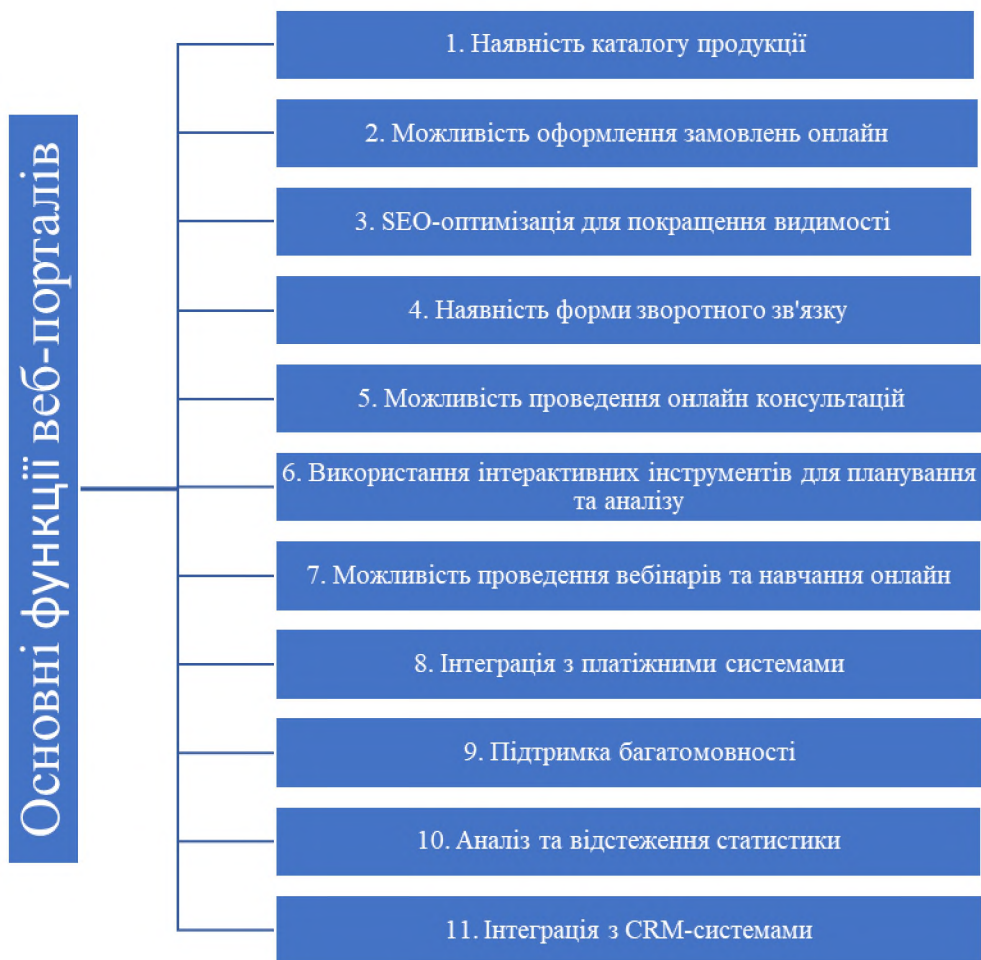 Основні функції веб-порталів
1. Наявність каталогу продукції
2. Можливість оформлення замовлень онлайн
3. SEO-оптимізація для покращення видимості
4. Наявність форми зворотного зв'язку
5. Можливість проведення онлайн консультацій
6. Використання інтерактивних інструментів для планування
та аналізу
7. Можливість проведення вебінарів та навчання онлайн
8. Інтеграція з платіжними системами
9. Підтримка багатомовності
10. Аналіз та відстеження статистики
11. Інтеграція з CRM-системами